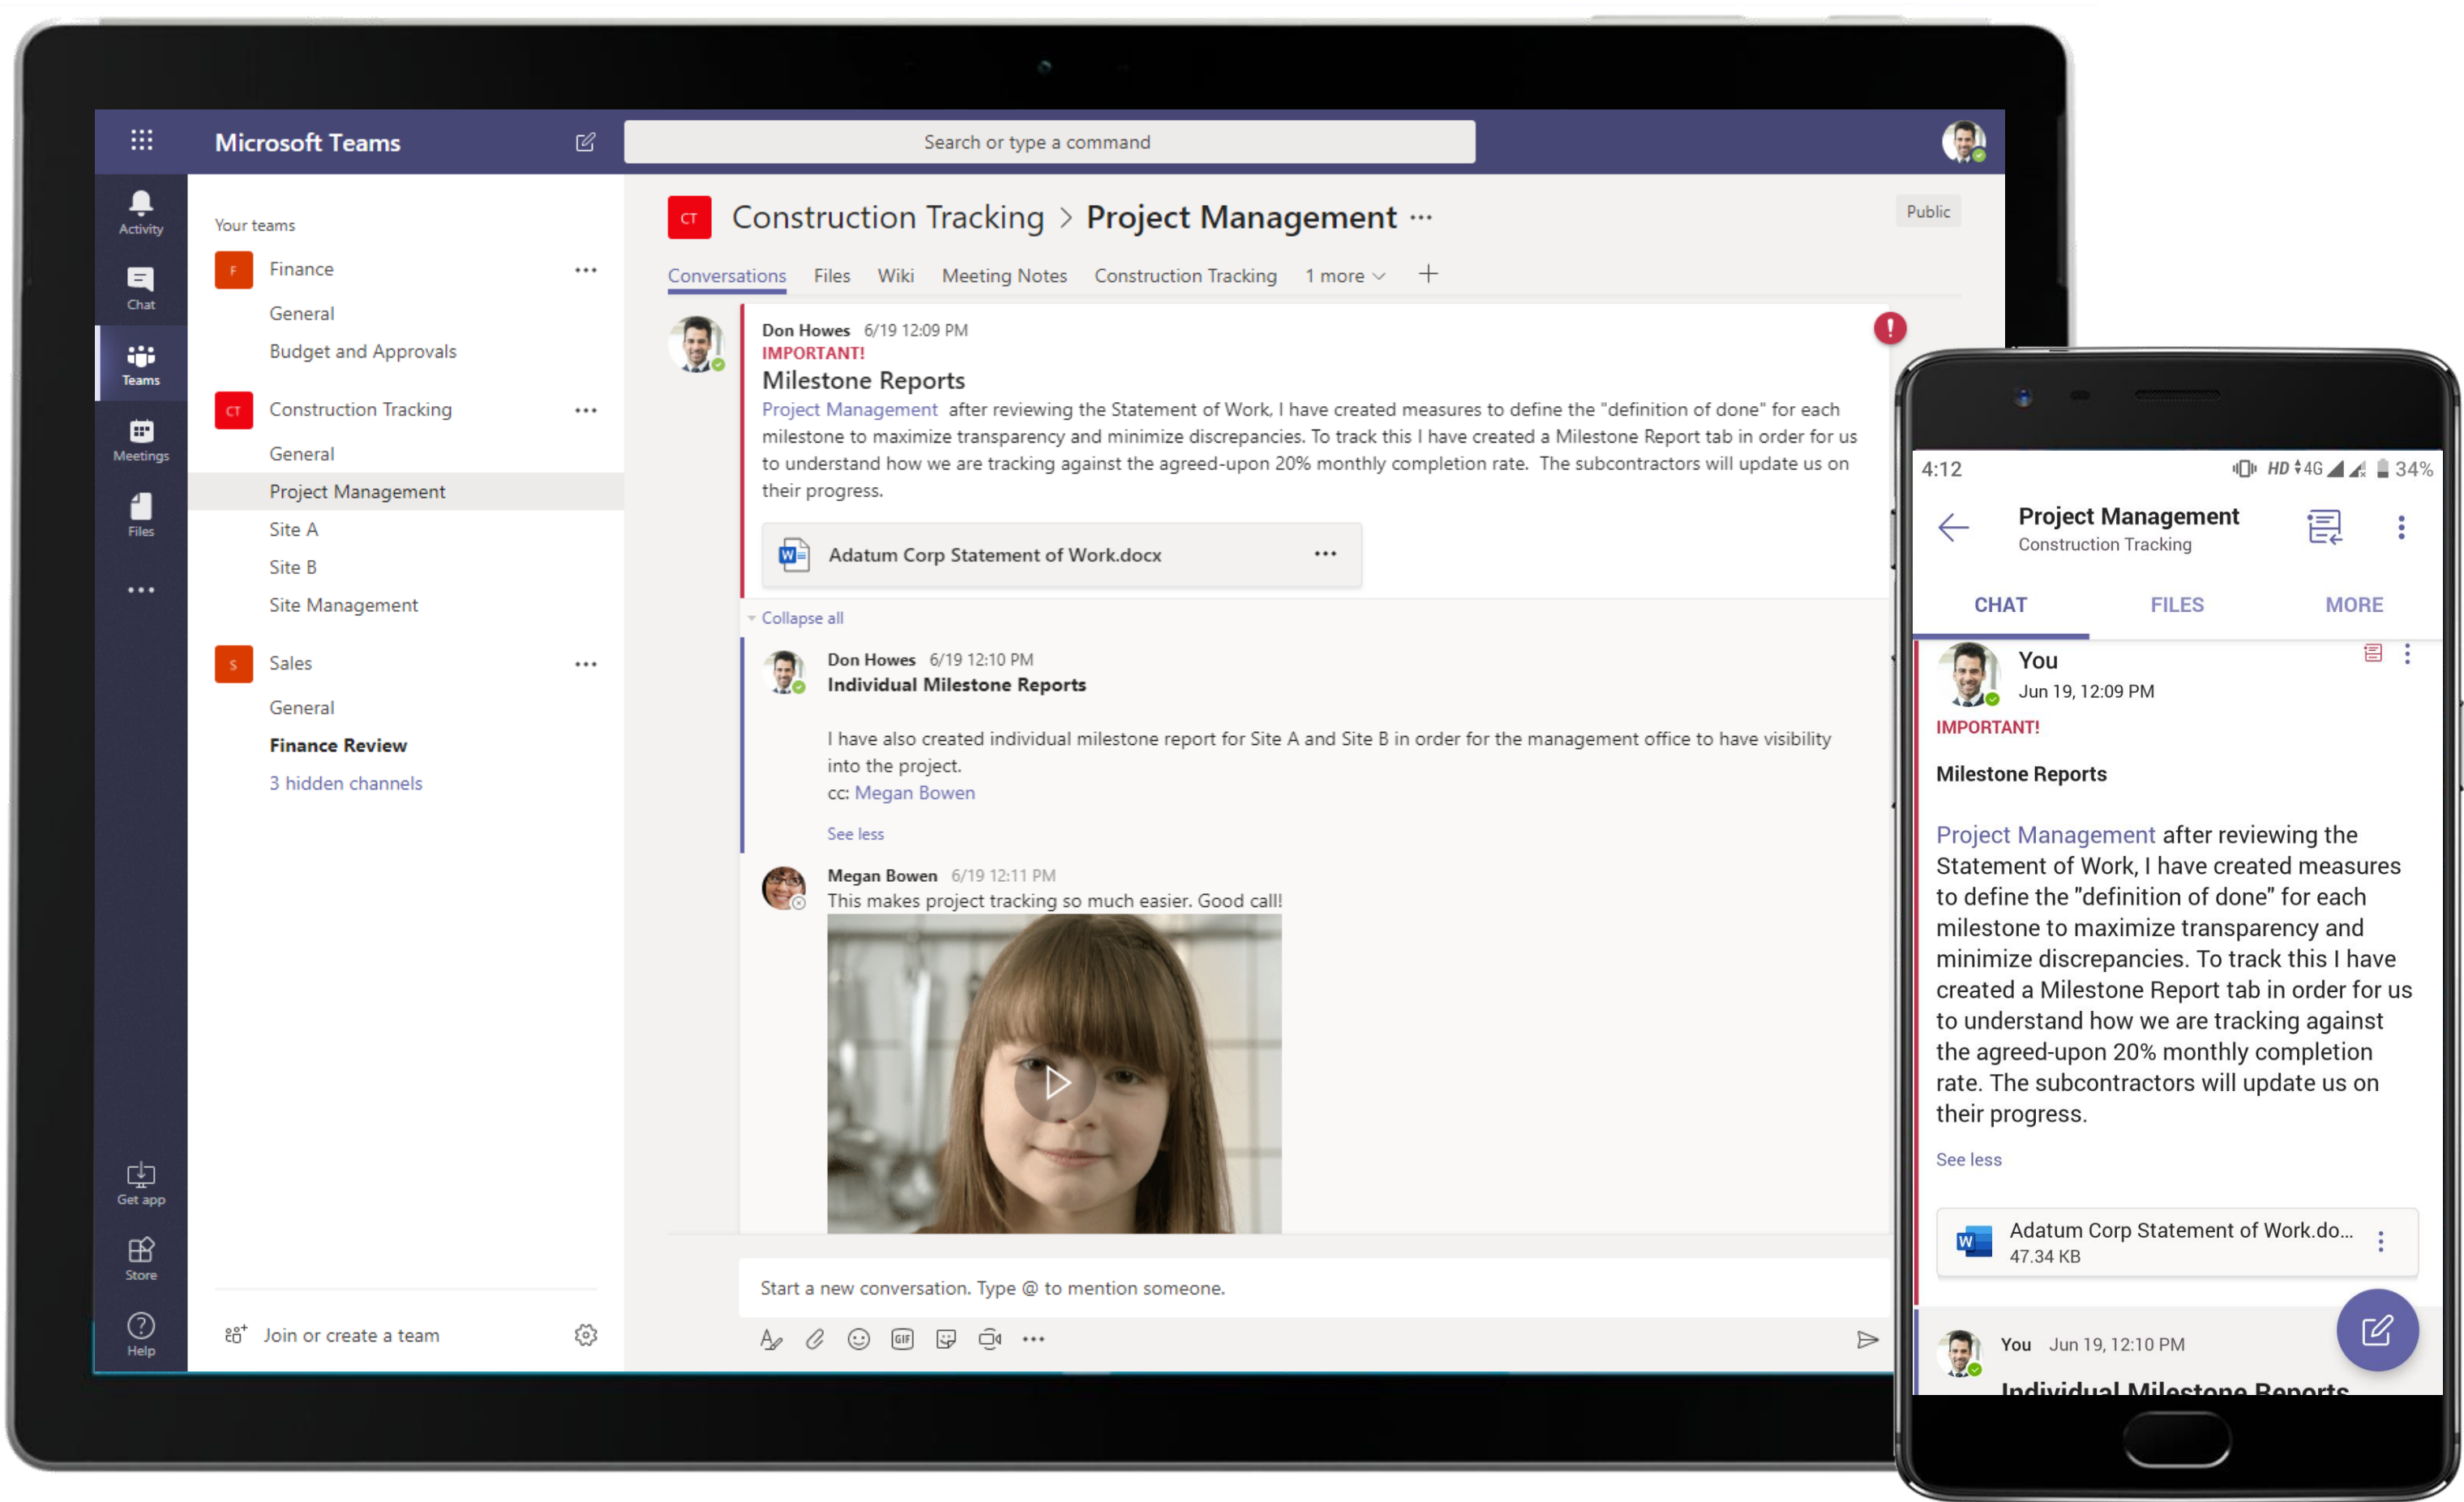 Microsoft Teams
Search or type a command
Activity
Chat
Teams
Meetings
Files
Get app
Store
Help
Your teams
F Finance
General
Budget and Approvals
CT Construction Tracking
General
Project Management
Site A
Site B
Site Management
S Sales
General
Finance Review
3 hidden channels
Join or create a team
CT Construction Tracking > Project Management ...
Public
Conversations Files Wiki Meeting Notes Construction Tracking 1 more +
Don Howes 6/19 12:09 PM
IMPORTANT!
Milestone Reports
Project Management after reviewing the Statement of Work, I have created measures to define the "definition of done" for each
milestone to maximize transparency and minimize discrepancies. To track this I have created a Milestone Report tab in order for us
to understand how we are tracking against the agreed-upon 20% monthly completion rate. The subcontractors will update us on
their progress.
Adatum Corp Statement of Work.docx
Collapse all
Don Howes 6/19 12:10 PM
Individual Milestone Reports
I have also created individual milestone report for Site A and Site B in order for the management office to have visibility
into the project.
cc: Megan Bowen
See less
Megan Bowen 6/19 12:11 PM
This makes project tracking so much easier. Good call!
Start a new conversation. Type @ to mention someone.
GIF
4:12 HD 4G 34%
Project Management
Construction Tracking
CHAT FILES MORE
You
Jun 19, 12:09 PM
IMPORTANT!
Milestone Reports
Project Management after reviewing the
Statement of Work, I have created measures
to define the "definition of done" for each
milestone to maximize transparency and
minimize discrepancies. To track this I have
created a Milestone Report tab in order for us
to understand how we are tracking against
the agreed-upon 20% monthly completion
rate. The subcontractors will update us on
their progress.
See less
W Adatum Corp Statement of Work.do...
47.34 KB
You Jun 19, 12:10 PM
Individual Milestone Reports